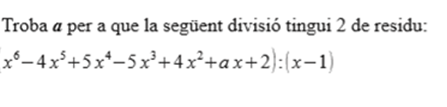 Troba a per a que la següent divisió tingui 2 de residu:
(x⁶−4x⁵+5x⁴−5x³+4x²+ax+2):(x−1)